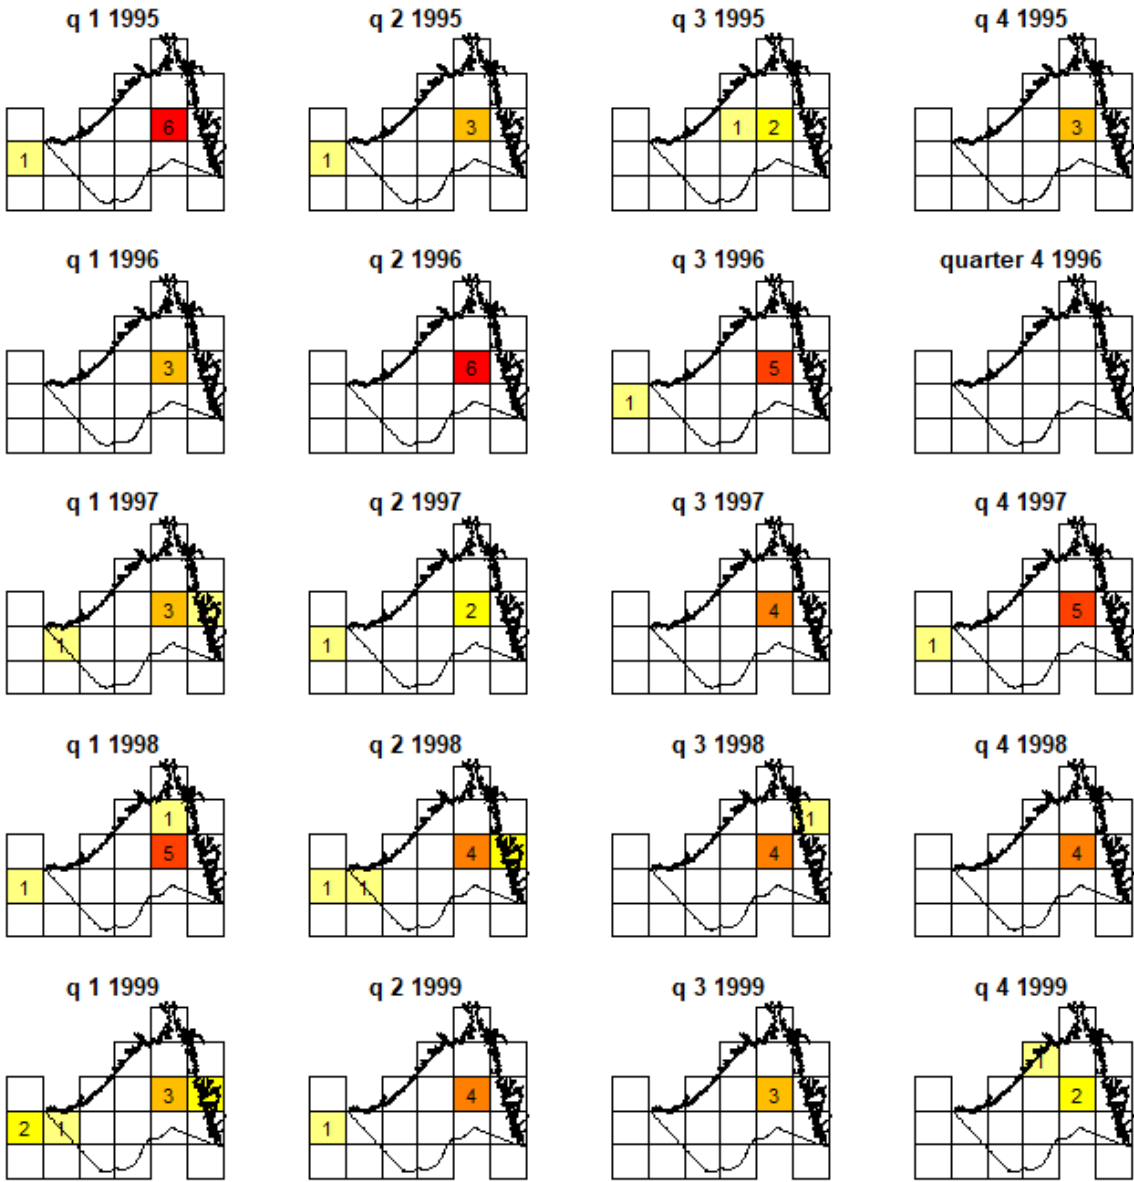 q 1 1995 q 2 1995 q 3 1995 q 4 1995
6 3 1 2 3
1 1
q 1 1996 q 2 1996 q 3 1996 quarter 4 1996
3 6 5
1
q 1 1997 q 2 1997 q 3 1997 q 4 1997
3 2 4 5
1 1 1
q 1 1998 q 2 1998 q 3 1998 q 4 1998
1 1
5 4 4 4
1 1 1
q 1 1999 q 2 1999 q 3 1999 q 4 1999
1
3 4 3 2
2 1 1